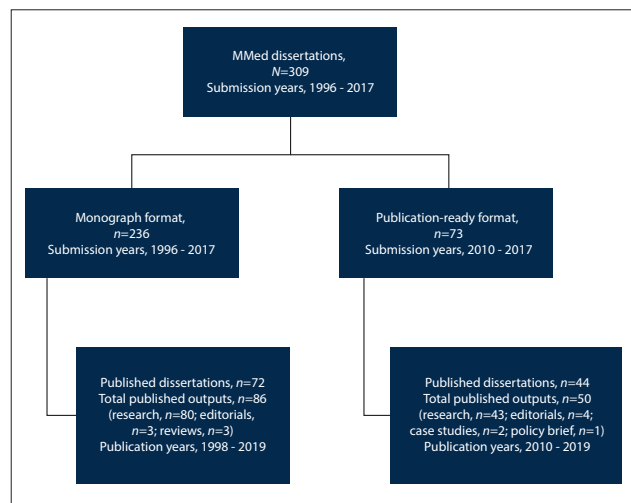 MMed dissertations,
N=309
Submission years, 1996 - 2017
Monograph format,
n=236
Submission years, 1996 - 2017
Publication-ready format,
n=73
Submission years, 2010 - 2017
Published dissertations, n=72
Total published outputs, n=86
(research, n=80; editorials,
n=3; reviews, n=3)
Publication years, 1998 - 2019
Published dissertations, n=44
Total published outputs, n=50
(research, n=43; editorials, n=4;
case studies, n=2; policy brief, n=1)
Publication years, 2010 - 2019